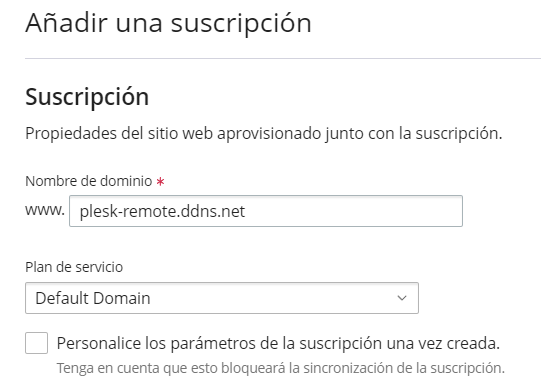 Añadir una suscripción
Suscripción
Propiedades del sitio web aprovisionado junto con la suscripción.
Nombre de dominio *
www. plesk-remote.ddns.net
Plan de servicio
Default Domain
Personalice los parámetros de la suscripción una vez creada.
Tenga en cuenta que esto bloqueará la sincronización de la suscripción.